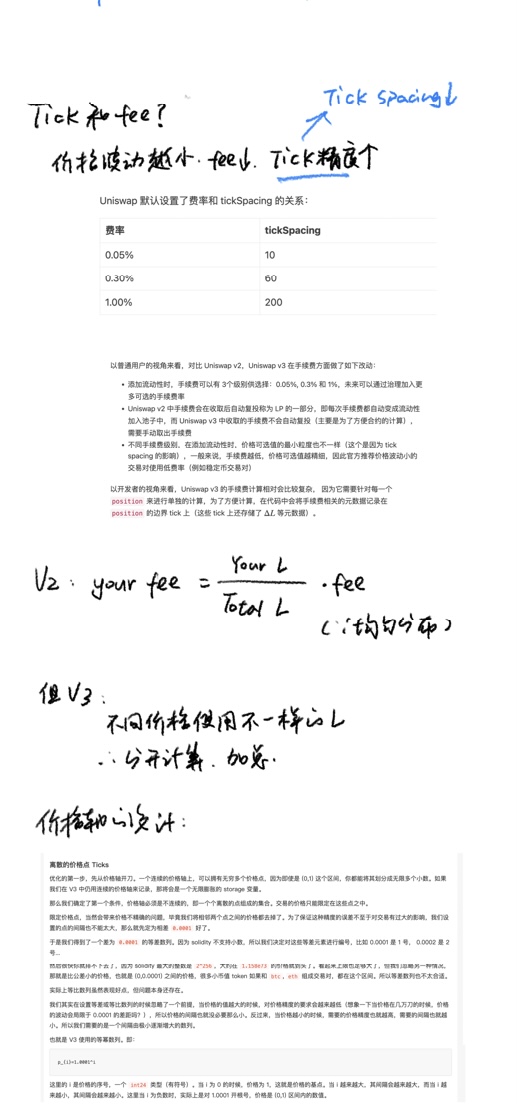 Tick spacing↓
Tick 和 fee?
价格波动越小. fee↓. Tick精度个
Uniswap 默认设置了费率和 tickSpacing 的关系：
费率 tickSpacing
0.05% 10
0.30% 60
1.00% 200
以普通用户的视角来看，对比 Uniswap v2，Uniswap v3 在手续费方面做了如下改动：
• 添加流动性时，手续费可以有 3个级别供选择：0.05%, 0.3% 和 1%，未来可以通过治理加入更
多可选的手续费率
• Uniswap v2 中手续费会在收取后自动复投称为 LP 的一部分，即每次手续费都自动变成流动性
加入池子中，而 Uniswap v3 中收取的手续费不会自动复投（主要是为了方便合约的计算），
需要手动取出手续费
• 不同手续费级别，在添加流动性时，价格可选值的最小粒度也不一样（这个是因为 tick
spacing 的影响），一般来说，手续费越低，价格可选值越精细，因此官方推荐价格波动小的
交易对使用低费率（例如稳定币交易对）
以开发者的视角来看，Uniswap v3 的手续费计算相对会比较复杂， 因为它需要针对每一个
position 来进行单独的计算，为了方便计算，在代码中会将手续费相关的元数据记录在
position 的边界 tick 上（这些 tick 上还存储了 ΔL 等元数据）。
V2: your fee = Your L / Total L · fee
(∵均匀分布)
但 V3:
不同价格使用不一样的 L
∴分开计算. 加总.
价格轴的设计:
离散的价格点 Ticks
优化的第一步，先从价格轴开刀。一个连续的价格轴上，可以拥有无穷多个价格点，因为即使是 (0,1) 这个区间，你都能将其划分成无限多个小数。如果
我们在 V3 中仍用连续的价格轴来记录，那将会是一个无限膨胀的 storage 变量。
那么我们确定了第一个条件，价格轴必须是不连续的，即一个个离散的点组成的集合。交易的价格只能限定在这些点之中。
限定价格点，当然会带来价格不精确的问题，毕竟我们将相邻两个点之间的价格都去掉了。为了保证这种精度的误差不至于对交易有过大的影响，我们设
置的点的间隔也不能太大，那么就先定为相差 0.0001 好了。
于是我们得到了一个差为 0.0001 的等差数列。因为 solidity 不支持小数，所以我们决定对这些等差元素进行编号，比如 0.0001 是 1 号， 0.0002 是 2
号...
然后很快你就排不下去了，因为 solidity 最大的整数是 2^256 ，大约在 1.158e73 的价格就到头了。看起来上限也足够大了，但我们忽略另一种情况，
那就是比公差小的价格，也就是 (0,0.0001) 之间的价格，很多小币值 token 如果和 btc，eth 组成交易对，都在这个区间。所以等差数列也不太合适。
实际上等比数列虽然表现好点，但问题本身还存在。
我们其实在设置等差或等比数列的时候忽略了一个前提，当价格的值越大的时候，对价格精度的要求会越来越低（想象一下当价格在几万刀的时候，价格
的波动会局限于 0.0001 的差距吗？），所以价格的间隔也就没必要那么小。反过来，当价格越小的时候，需要的价格精度也就越高，需要的间隔也就越
小。所以我们需要的是一个间隔由极小逐渐增大的数列。
也就是 V3 使用的等幂数列。即：
p_{i}=1.0001^i
这里的 i 是价格的序号，一个 int24 类型（有符号）。当 i 为 0 的时候，价格为 1，这就是价格的基点。当 i 越来越大，其间隔会越来越大，而当 i 越
来越小，其间隔会越来越小。这里当 i 为负数时，实际上是对 1.0001 开根号，价格是 (0,1) 区间内的数值。